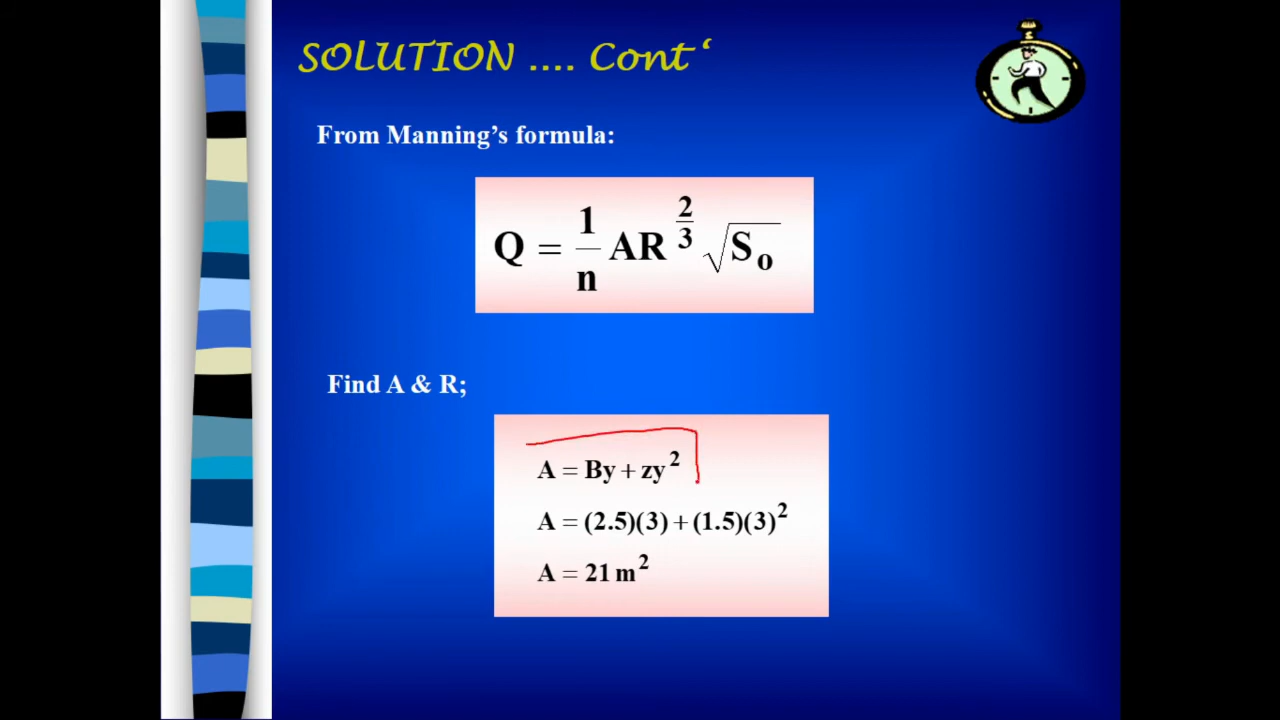 SOLUTION .... Cont‘
From Manning’s formula:
Q = 1/n AR^(2/3) √S₀
Find A & R;
A = By + zy²
A = (2.5)(3) + (1.5)(3)²
A = 21 m²